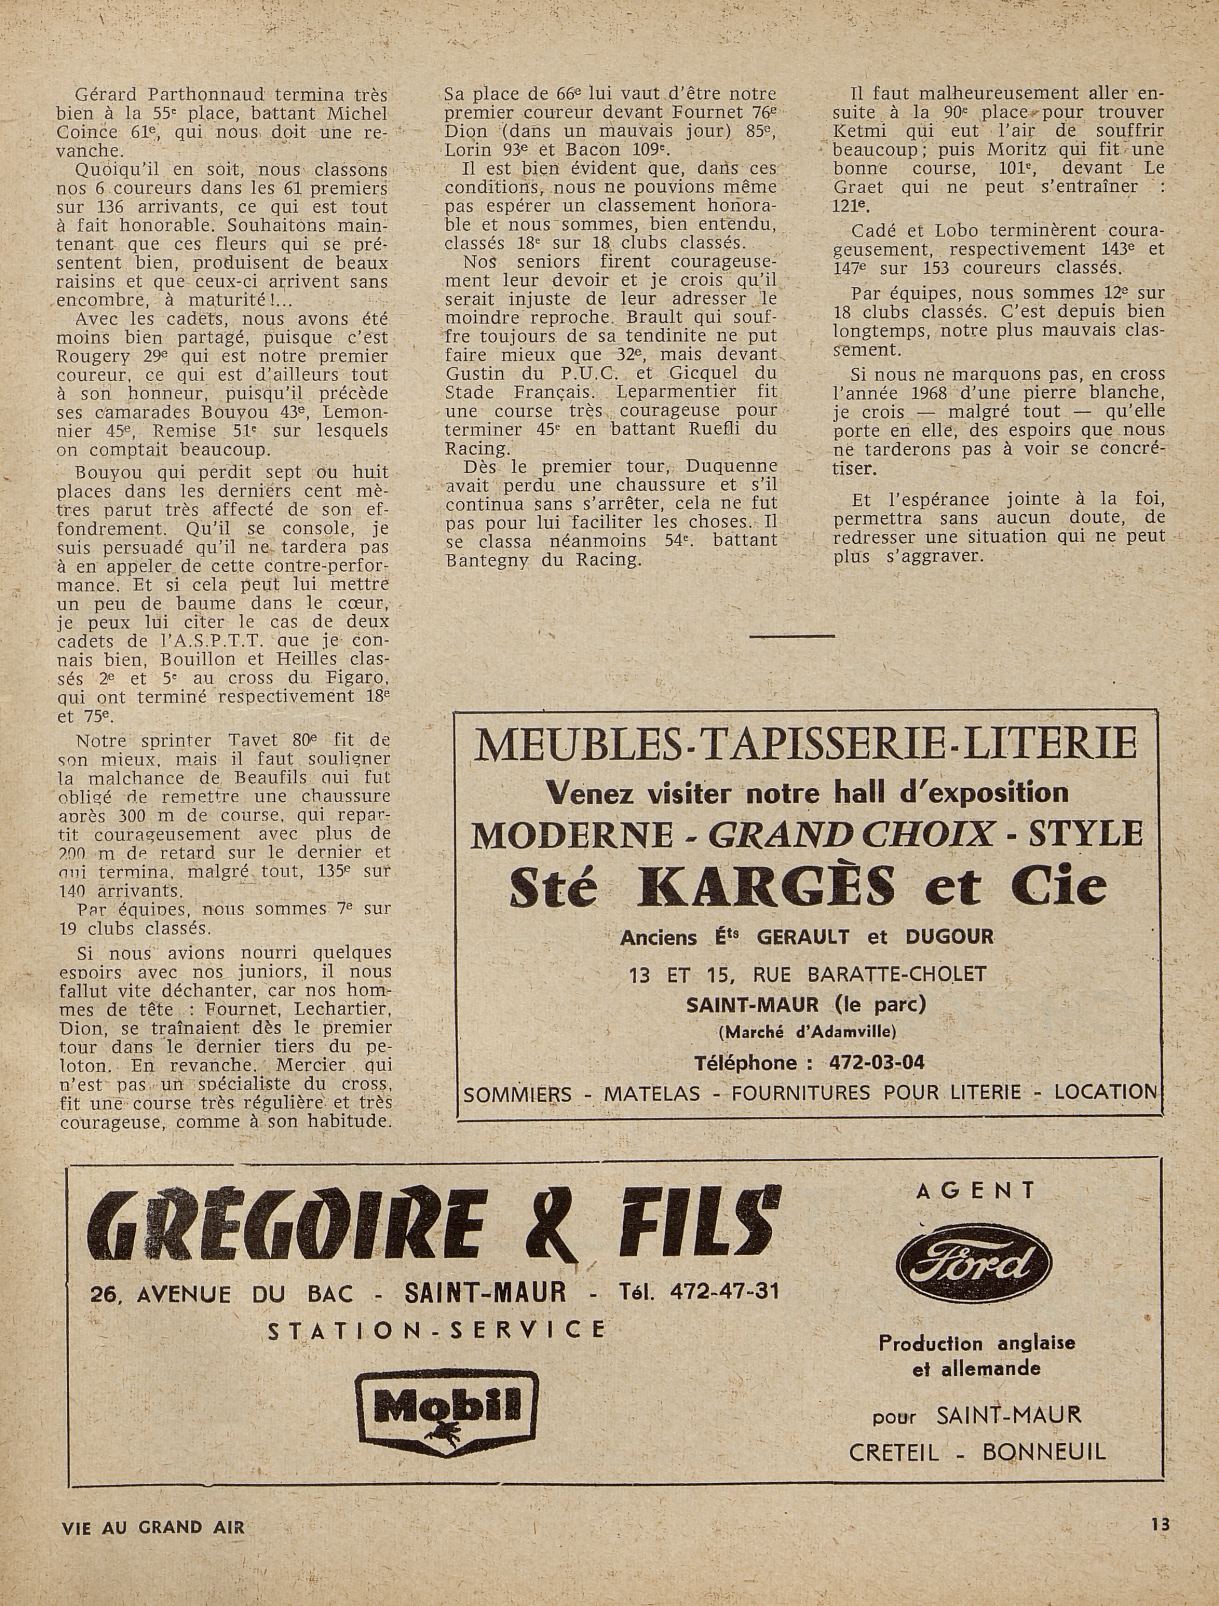 Gérard Parthonnaud termina très
bien à la 55e place, battant Michel
Coince 61e, qui nous doit une re-
vanche.
Quoiqu'il en soit, nous classons
nos 6 coureurs dans les 61 premiers
sur 136 arrivants, ce qui est tout
à fait honorable. Souhaitons main-
tenant que ces fleurs qui se pré-
sentent bien, produisent de beaux
raisins et que ceux-ci arrivent sans
encombre, à maturité !...
Avec les cadets, nous avons été
moins bien partagé, puisque c'est
Rougery 29e qui est notre premier
coureur, ce qui est d'ailleurs tout
à son honneur, puisqu'il précède
ses camarades Bouyou 43e, Lemon-
nier 45e, Remise 51e sur lesquels
on comptait beaucoup.
Bouyou qui perdit sept ou huit
places dans les derniers cent mè-
tres parut très affecté de son ef-
fondrement. Qu'il se console, je
suis persuadé qu'il ne tardera pas
à en appeler de cette contre-perfor-
mance. Et si cela peut lui mettre
un peu de baume dans le cœur,
je peux lui citer le cas de deux
cadets de l'A.S.P.T.T. que je con-
nais bien, Bouillon et Heilles clas-
sés 2e et 5e au cross du Figaro,
qui ont terminé respectivement 18e
et 75e.
Notre sprinter Tavet 80e fit de
son mieux, mais il faut souligner
la malchance de Beaufils qui fut
obligé de remettre une chaussure
après 300 m de course, qui repar-
tit courageusement avec plus de
200 m de retard sur le dernier et
qui termina, malgré tout, 135e sur
140 arrivants.
Par équipes, nous sommes 7e sur
19 clubs classés.
Si nous avions nourri quelques
espoirs avec nos juniors, il nous
fallut vite déchanter, car nos hom-
mes de tête : Fournet, Lechartier,
Dion, se traînaient dès le premier
tour dans le dernier tiers du pe-
loton. En revanche, Mercier qui
n'est pas un spécialiste du cross,
fit une course très régulière et très
courageuse, comme à son habitude.
Sa place de 66e lui vaut d'être notre
premier coureur devant Fournet 76e
Dion (dans un mauvais jour) 85e,
Lorin 93e et Bacon 109e.
Il est bien évident que, dans ces
conditions, nous ne pouvions même
pas espérer un classement honora-
ble et nous sommes, bien entendu,
classés 18e sur 18 clubs classés.
Nos seniors firent courageuse-
ment leur devoir et je crois qu'il
serait injuste de leur adresser le
moindre reproche. Brault qui souf-
fre toujours de sa tendinite ne put
faire mieux que 32e, mais devant
Gustin du P.U.C. et Gicquel du
Stade Français. Leparmentier fit
une course très courageuse pour
terminer 45e en battant Ruefli du
Racing.
Dès le premier tour, Duquenne
avait perdu une chaussure et s'il
continua sans s'arrêter, cela ne fut
pas pour lui faciliter les choses. Il
se classa néanmoins 54e. battant
Bantegny du Racing.
Il faut malheureusement aller en-
suite à la 90e place pour trouver
Ketmi qui eut l'air de souffrir
beaucoup ; puis Moritz qui fit une
bonne course, 101e, devant Le
Graet qui ne peut s'entraîner :
121e.
Cadé et Lobo terminèrent coura-
geusement, respectivement 143e et
147e sur 153 coureurs classés.
Par équipes, nous sommes 12e sur
18 clubs classés. C'est depuis bien
longtemps, notre plus mauvais clas-
sement.
Si nous ne marquons pas, en cross
l'année 1968 d'une pierre blanche,
je crois — malgré tout — qu'elle
porte en elle, des espoirs que nous
ne tarderons pas à voir se concré-
tiser.
Et l'espérance jointe à la foi,
permettra sans aucun doute, de
redresser une situation qui ne peut
plus s'aggraver.
MEUBLES-TAPISSERIE-LITERIE
Venez visiter notre hall d'exposition
MODERNE - GRAND CHOIX - STYLE
Sté KARGÈS et Cie
Anciens Éts GERAULT et DUGOUR
13 ET 15, RUE BARATTE-CHOLET
SAINT-MAUR (le parc)
(Marché d'Adamville)
Téléphone : 472-03-04
SOMMIERS - MATELAS - FOURNITURES POUR LITERIE - LOCATION
GRÉGOIRE & FILS
26, AVENUE DU BAC - SAINT-MAUR - Tél. 472-47-31
STATION-SERVICE
Mobil
AGENT
Ford
Production anglaise
et allemande
pour SAINT-MAUR
CRETEIL - BONNEUIL
VIE AU GRAND AIR
13